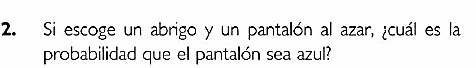 2. Si escoge un abrigo y un pantalón al azar, ¿cuál es la
probabilidad que el pantalón sea azul?